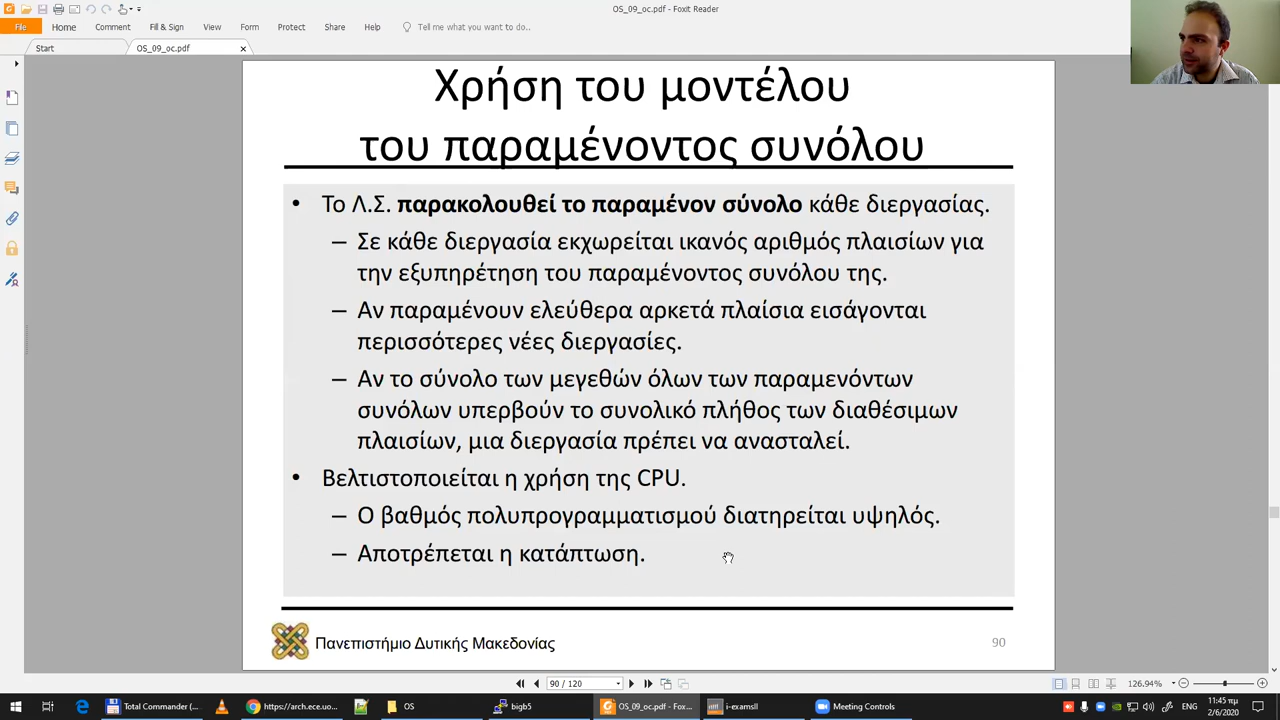 OS_09_oc.pdf - Foxit Reader
File Home Comment Fill & Sign View Form Protect Share Help Tell me what you want to do..
Start OS_09_oc.pdf
Χρήση του μοντέλου
του παραμένοντος συνόλου
• Το Λ.Σ. παρακολουθεί το παραμένον σύνολο κάθε διεργασίας.
– Σε κάθε διεργασία εκχωρείται ικανός αριθμός πλαισίων για
την εξυπηρέτηση του παραμένοντος συνόλου της.
– Αν παραμένουν ελεύθερα αρκετά πλαίσια εισάγονται
περισσότερες νέες διεργασίες.
– Αν το σύνολο των μεγεθών όλων των παραμενόντων
συνόλων υπερβούν το συνολικό πλήθος των διαθέσιμων
πλαισίων, μια διεργασία πρέπει να ανασταλεί.
• Βελτιστοποιείται η χρήση της CPU.
– Ο βαθμός πολυπρογραμματισμού διατηρείται υψηλός.
– Αποτρέπεται η κατάπτωση.
Πανεπιστήμιο Δυτικής Μακεδονίας
90
90 / 120
126.94%
Total Commander (... https://arch.ece.uo... OS bigb5 OS_09_oc.pdf - Fox... i-examsII Meeting Controls
11:45 πμ
2/6/2020